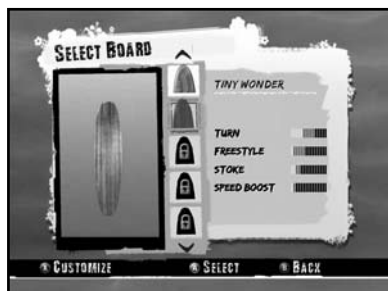 SELECT BOARD
TINY WONDER
TURN
FREESTYLE
STOKE
SPEED BOOST
CUSTOMIZE
SELECT
BACK